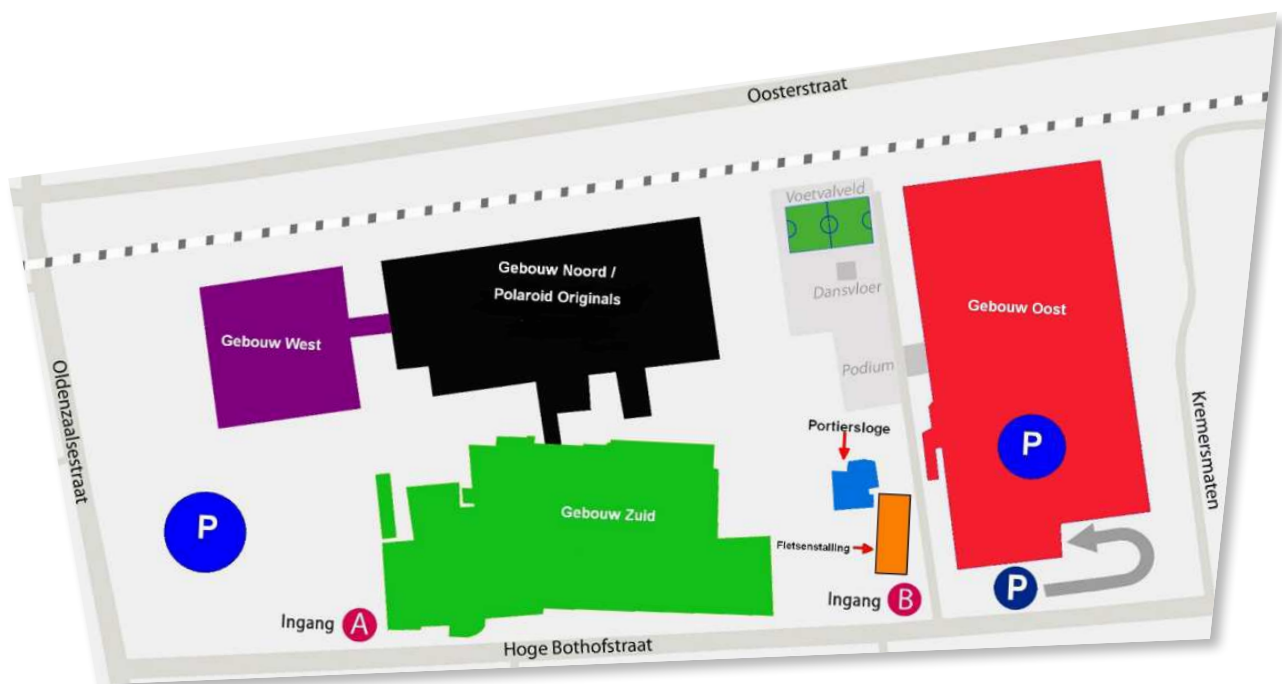 Oosterstraat
Voetvalveld
Gebouw Noord /
Polaroid Originals
Dansvloer
Gebouw Oost
Gebouw West
Podium
Oldenzaalsestraat
Kremersmaten
Portiersloge
P
Gebouw Zuid
P
Fietsenstalling
P
Ingang A
Ingang B
Hoge Bothofstraat